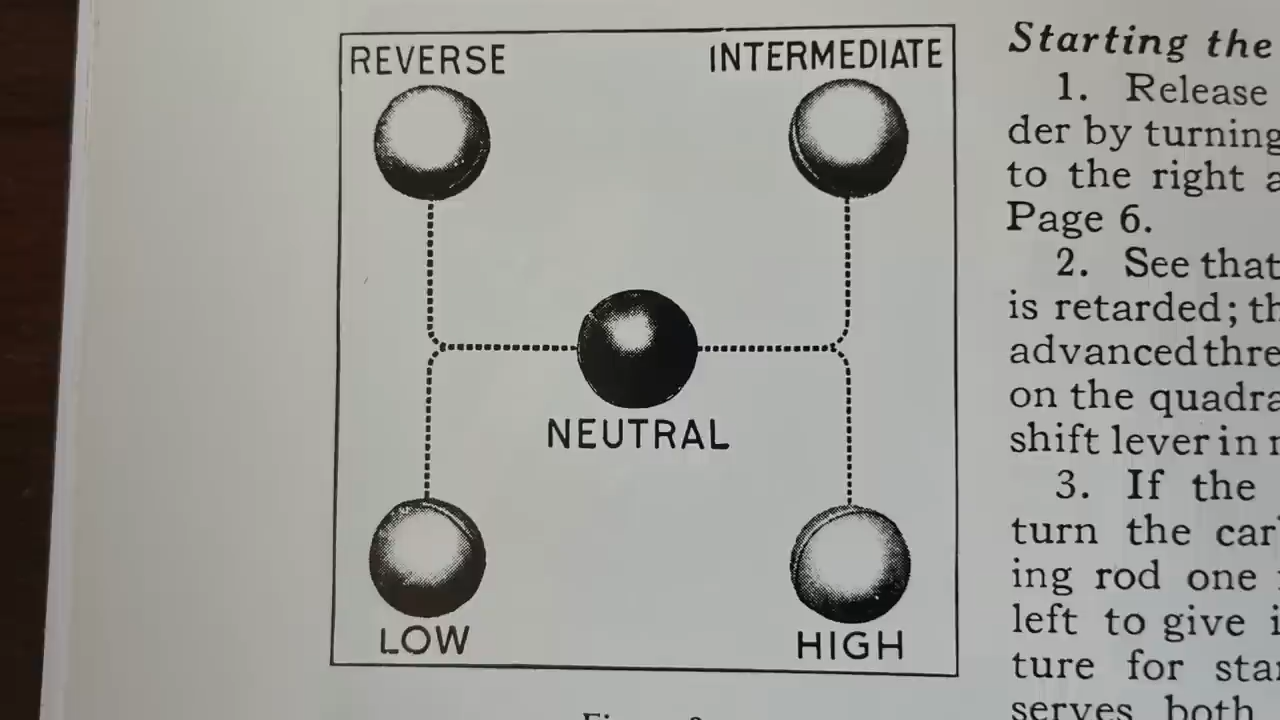 REVERSE
INTERMEDIATE
NEUTRAL
LOW
HIGH
Starting the
1. Release
der by turning
to the right
Page 6.
2. See that
is retarded;
advanced
on the
shift lever in
3. If the
turn the car
ing rod one
left to give
ture for
serves both